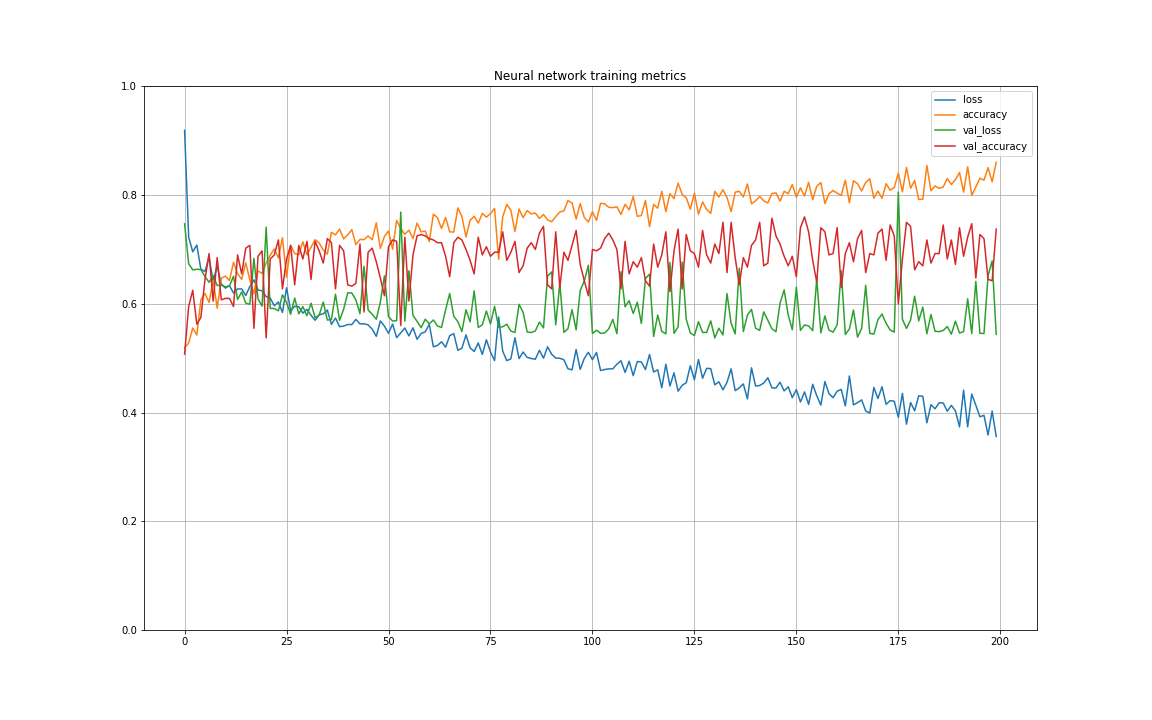 Neural network training metrics
1.0
0.8
0.6
0.4
0.2
0.0
loss
accuracy
val_loss
val_accuracy
0 25 50 75 100 125 150 175 200